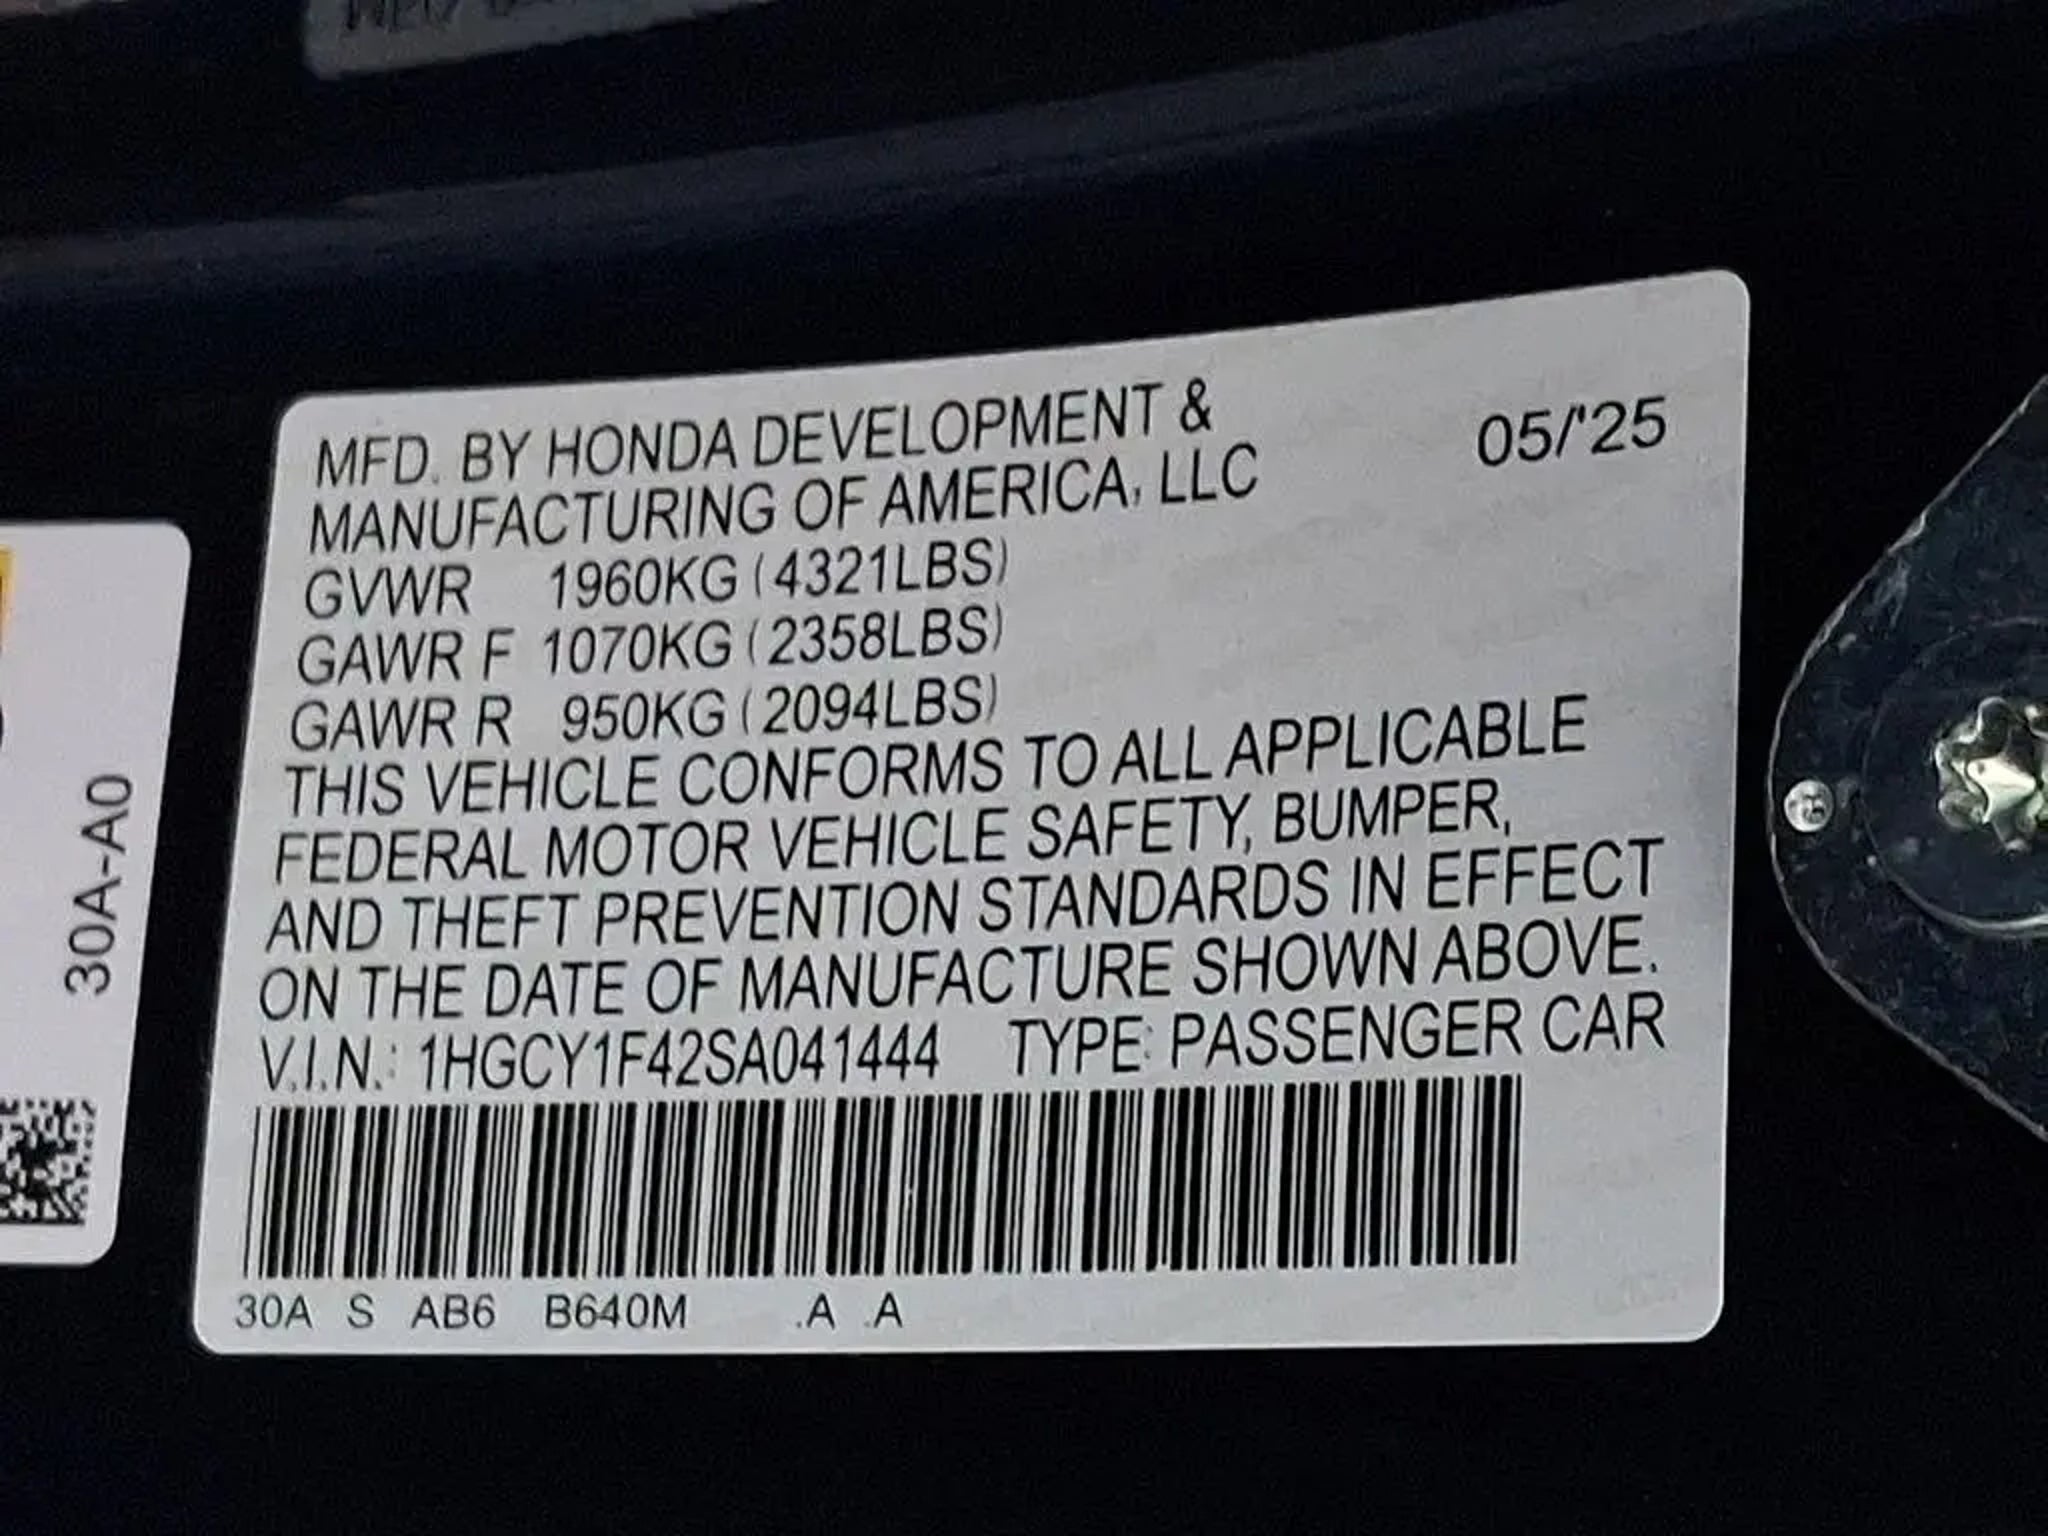 MFD. BY HONDA DEVELOPMENT &
MANUFACTURING OF AMERICA, LLC
05/'25
GVWR 1960KG (4321LBS)
GAWR F 1070KG (2358LBS)
GAWR R 950KG (2094LBS)
THIS VEHICLE CONFORMS TO ALL APPLICABLE
FEDERAL MOTOR VEHICLE SAFETY, BUMPER,
AND THEFT PREVENTION STANDARDS IN EFFECT
ON THE DATE OF MANUFACTURE SHOWN ABOVE.
V.I.N.: 1HGCY1F42SA041444 TYPE: PASSENGER CAR
30A S AB6 B640M .A .A
30A-A0